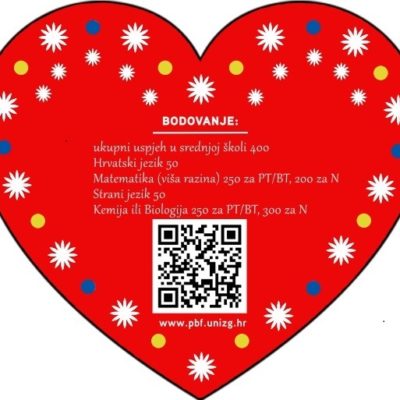 BODOVANJE:
ukupni uspjeh u srednjoj školi 400
Hrvatski jezik 50
Matematika (viša razina) 250 za PT/BT, 200 za N
Strani jezik 50
Kemija ili Biologija 250 za PT/BT, 300 za N
www.pbf.unizg.hr